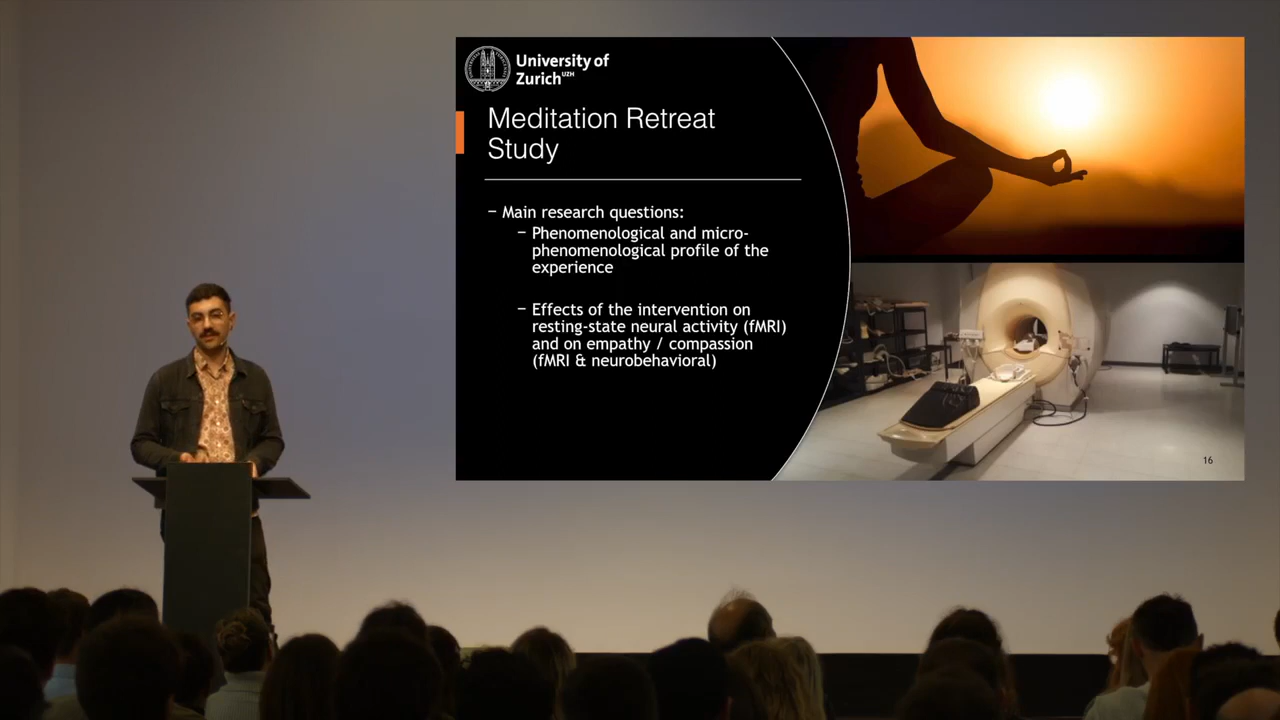 University of
Zurich UZH
Meditation Retreat
Study
– Main research questions:
– Phenomenological and micro-
phenomenological profile of the
experience
– Effects of the intervention on
resting-state neural activity (fMRI)
and on empathy / compassion
(fMRI & neurobehavioral)
16